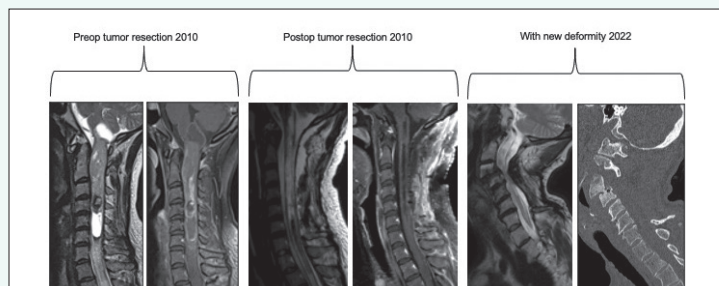 Preop tumor resection 2010
Postop tumor resection 2010
With new deformity 2022